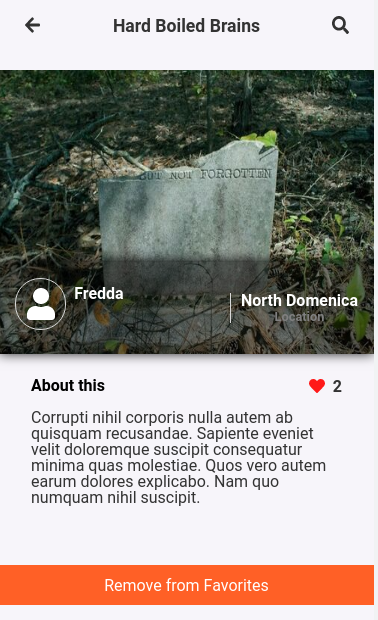 Hard Boiled Brains
BUT NOT FORGOTTEN
Fredda
North Domenica
Location
About this
2
Corrupti nihil corporis nulla autem ab
quisquam recusandae. Sapiente eveniet
velit doloremque suscipit consequatur
minima quas molestiae. Quos vero autem
earum dolores explicabo. Nam quo
numquam nihil suscipit.
Remove from Favorites